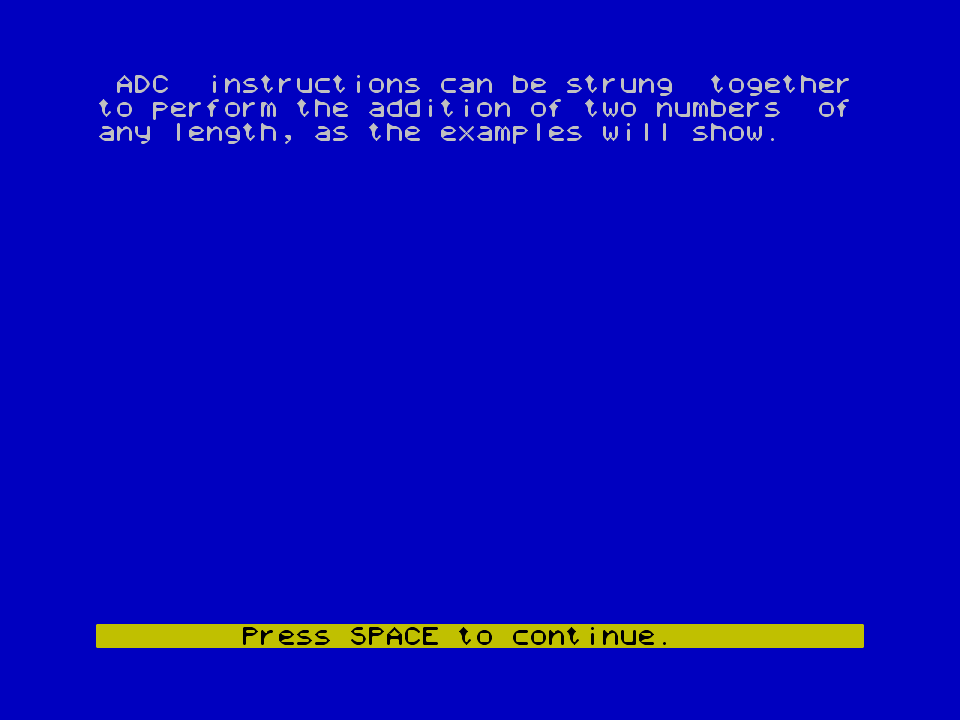 ADC  instructions can be strung  together
to perform the addition of two numbers  of
any length, as the examples will show.
Press SPACE to continue.